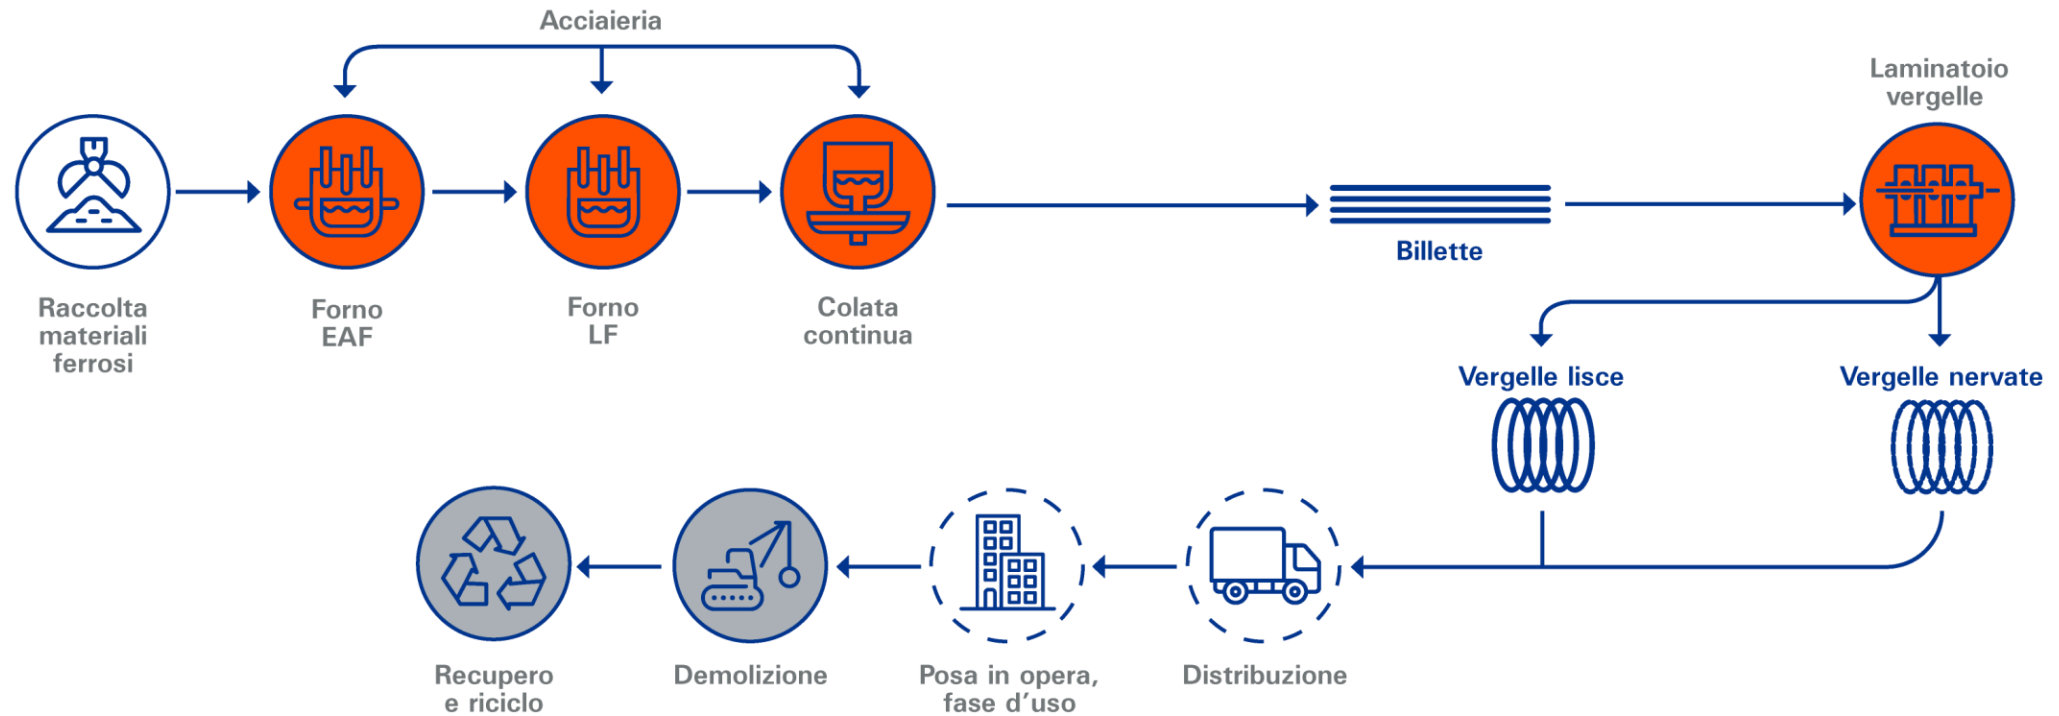 Acciaieria
Laminatoio
vergelle
Billette
Raccolta
materiali
ferrosi
Forno
EAF
Forno
LF
Colata
continua
Vergelle lisce
Vergelle nervate
Recupero
e riciclo
Demolizione
Posa in opera,
fase d’uso
Distribuzione